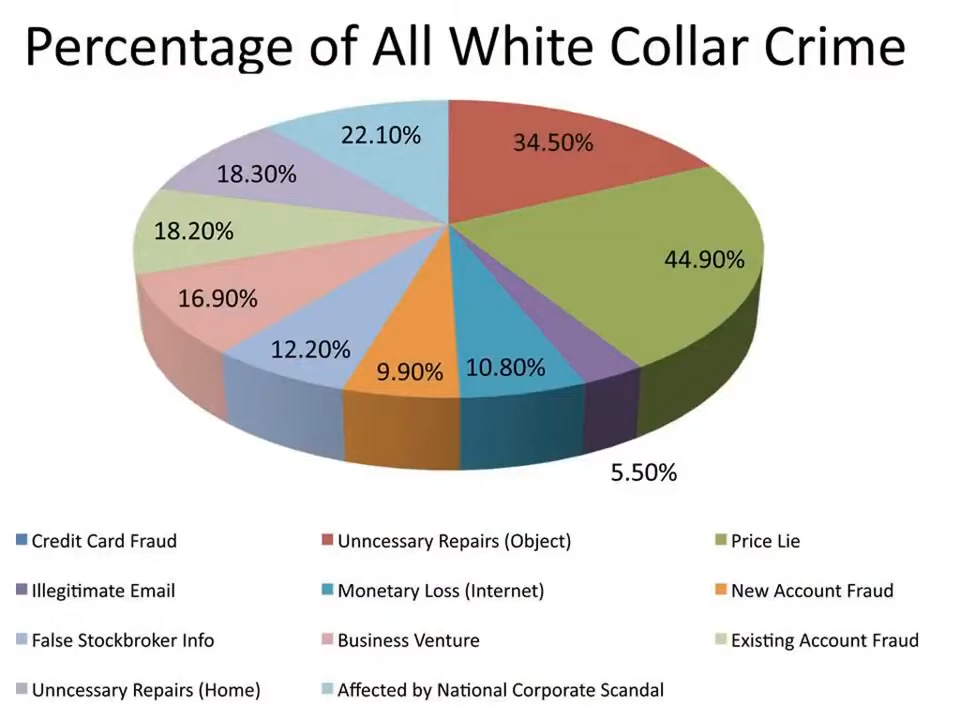 Percentage of All White Collar Crime
22.10%
34.50%
18.30%
18.20%
44.90%
16.90%
12.20%
9.90%
10.80%
5.50%
Credit Card Fraud
Unncessary Repairs (Object)
Price Lie
Illegitimate Email
Monetary Loss (Internet)
New Account Fraud
False Stockbroker Info
Business Venture
Existing Account Fraud
Unncessary Repairs (Home)
Affected by National Corporate Scandal